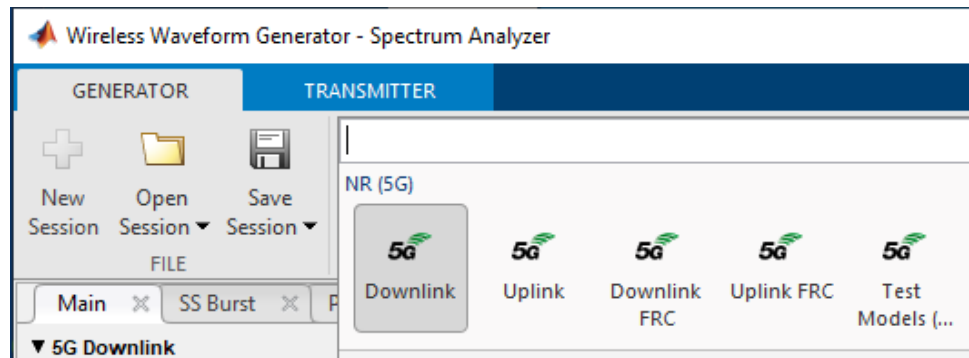 Wireless Waveform Generator - Spectrum Analyzer
GENERATOR
TRANSMITTER
New Session
Open Session
Save Session
FILE
NR (5G)
5G
5G
5G
5G
5G
Downlink
Uplink
Downlink FRC
Uplink FRC
Test Models (...
Main
SS Burst
5G Downlink